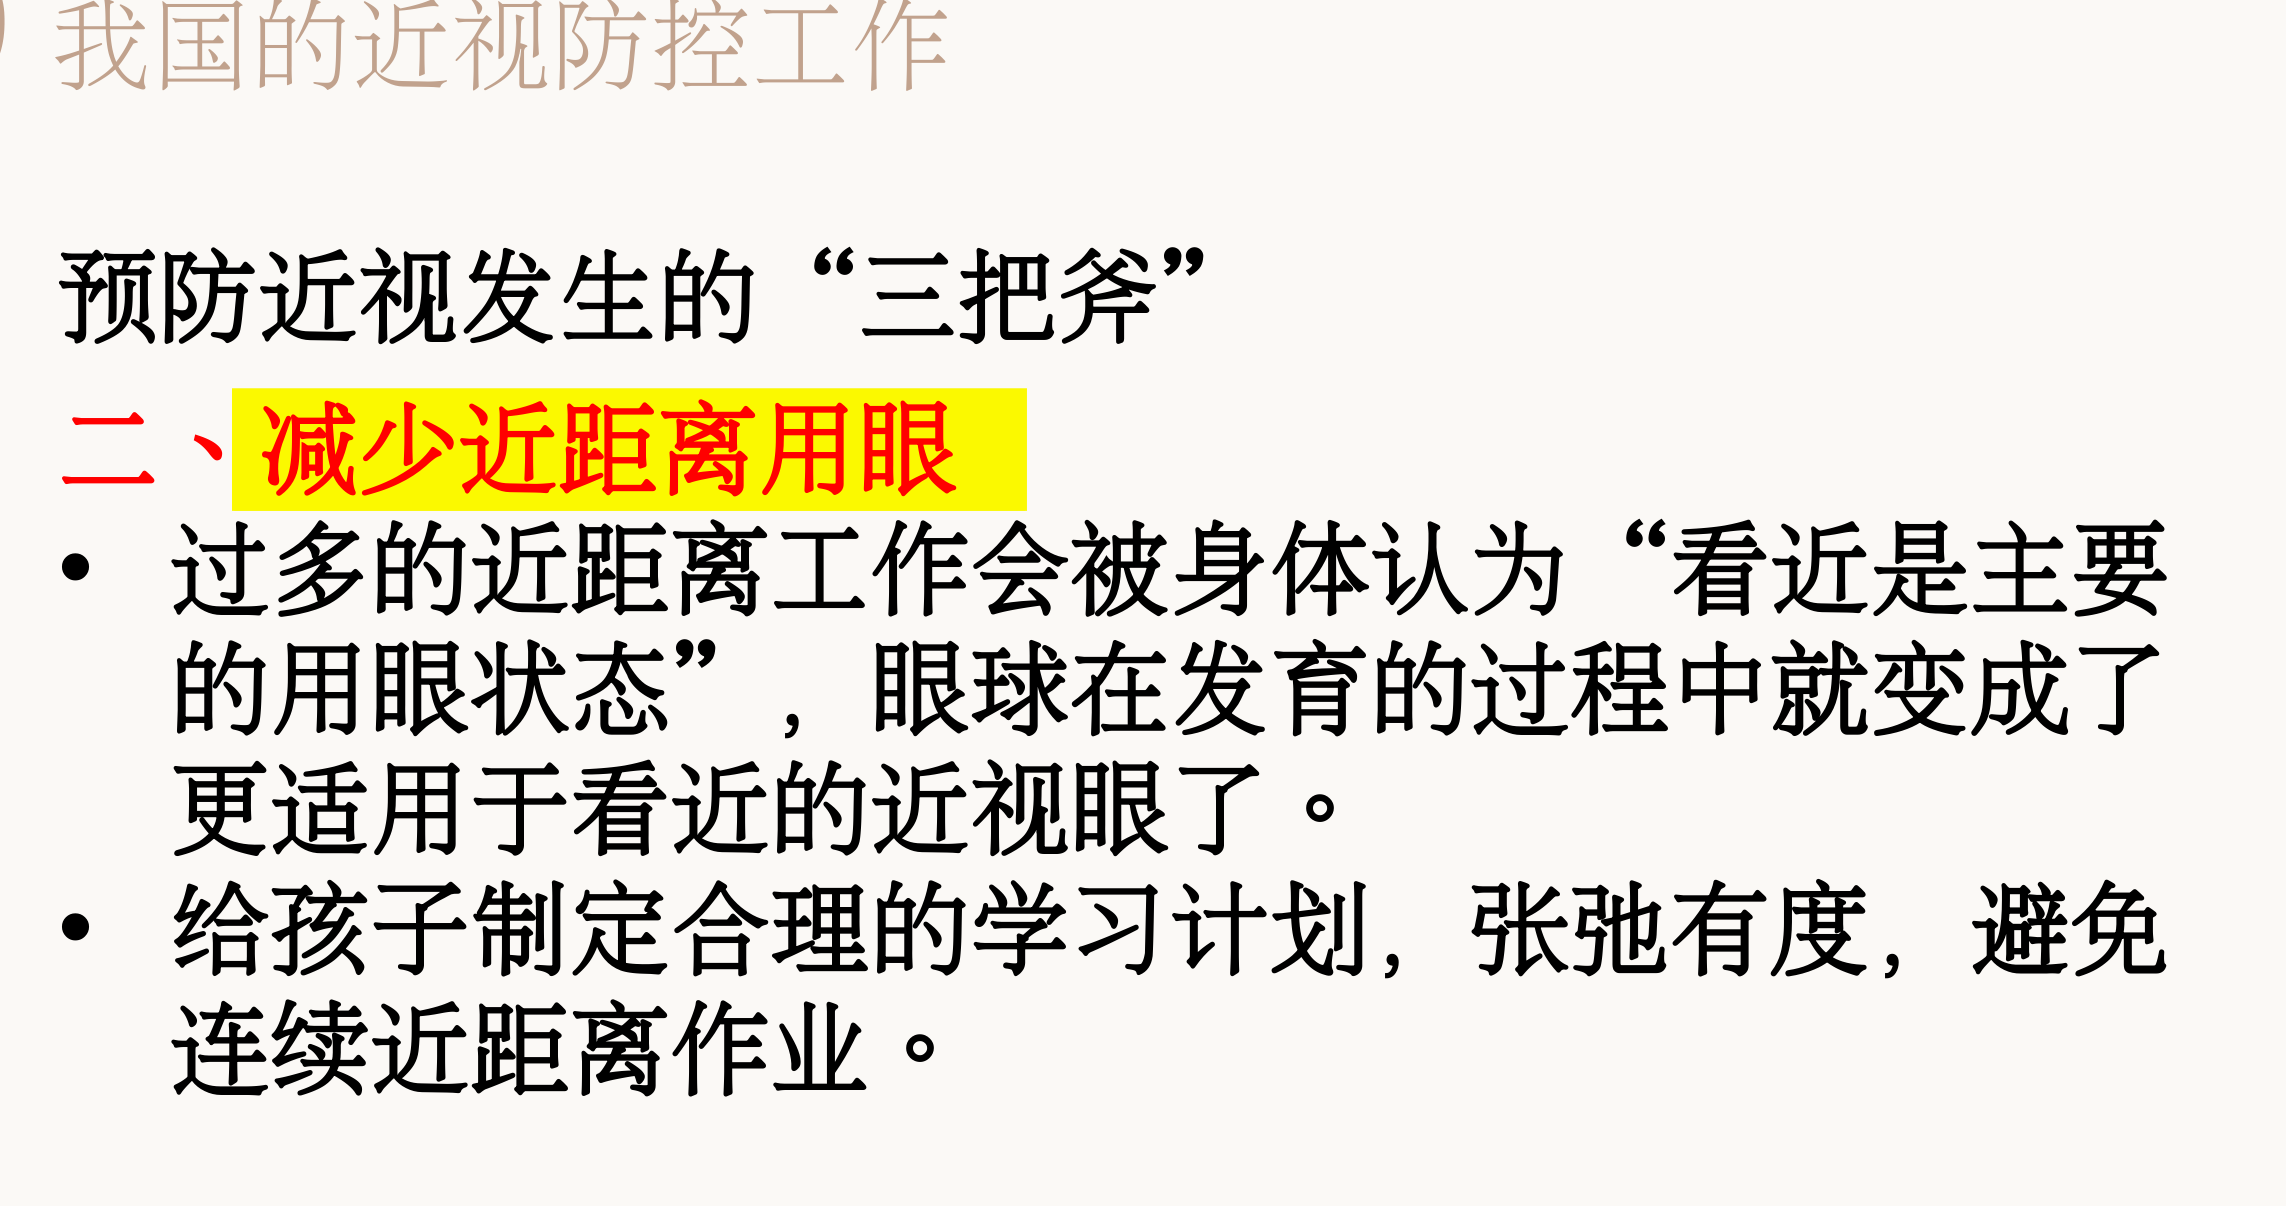 我国的近视防控工作
预防近视发生的“三把斧”
二、减少近距离用眼
• 过多的近距离工作会被身体认为“看近是主要
的用眼状态”，眼球在发育的过程中就变成了
更适用于看近的近视眼了。
• 给孩子制定合理的学习计划，张弛有度，避免
连续近距离作业。